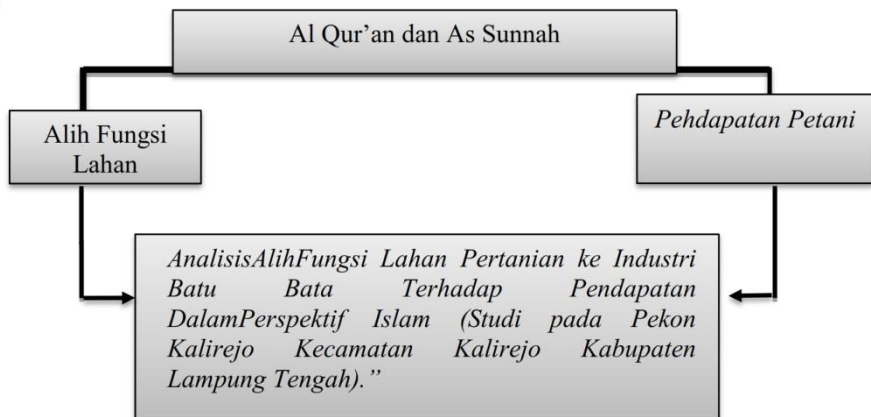 Al Qur’an dan As Sunnah
Alih Fungsi
Lahan
Pehdapatan Petani
AnalisisAlihFungsi Lahan Pertanian ke Industri
Batu Bata Terhadap Pendapatan
DalamPerspektif Islam (Studi pada Pekon
Kalirejo Kecamatan Kalirejo Kabupaten
Lampung Tengah).”